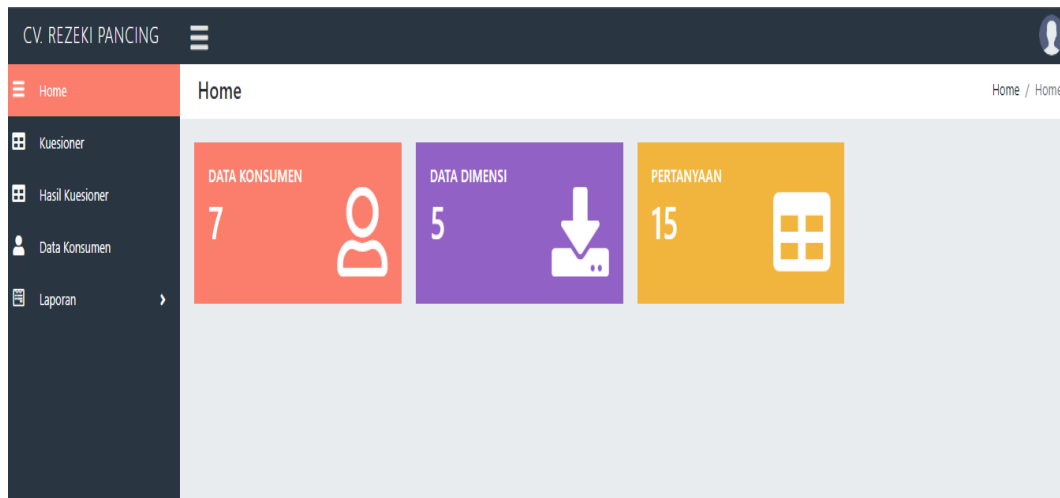 CV. REZEKI PANCING
Home
Kuesioner
Hasil Kuesioner
Data Konsumen
Laporan
Home
Home / Home
DATA KONSUMEN
7
DATA DIMENSI
5
PERTANYAAN
15